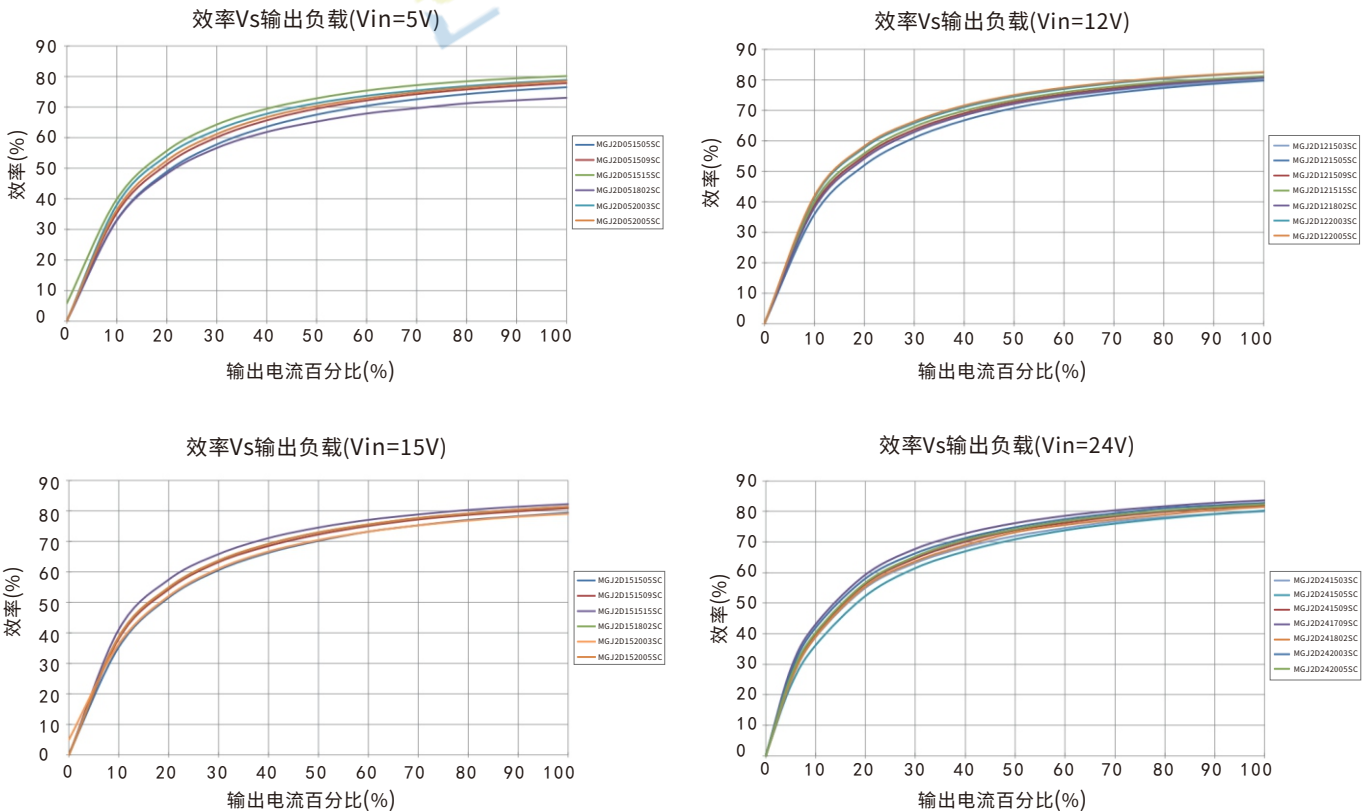 效率Vs输出负载(Vin=5V)
90
80
70
60
50
40
30
20
10
0
效率(%)
0 10 20 30 40 50 60 70 80 90 100
输出电流百分比(%)
MGJ2D051505SC
MGJ2D051509SC
MGJ2D051515SC
MGJ2D051802SC
MGJ2D052003SC
MGJ2D052005SC
效率Vs输出负载(Vin=12V)
90
80
70
60
50
40
30
20
10
0
效率(%)
0 10 20 30 40 50 60 70 80 90 100
输出电流百分比(%)
MGJ2D121503SC
MGJ2D121505SC
MGJ2D121509SC
MGJ2D121515SC
MGJ2D121802SC
MGJ2D122003SC
MGJ2D122005SC
效率Vs输出负载(Vin=15V)
90
80
70
60
50
40
30
20
10
0
效率(%)
0 10 20 30 40 50 60 70 80 90 100
输出电流百分比(%)
MGJ2D151505SC
MGJ2D151509SC
MGJ2D151515SC
MGJ2D151802SC
MGJ2D152003SC
MGJ2D152005SC
效率Vs输出负载(Vin=24V)
90
80
70
60
50
40
30
20
10
0
效率(%)
0 10 20 30 40 50 60 70 80 90 100
输出电流百分比(%)
MGJ2D241503SC
MGJ2D241505SC
MGJ2D241509SC
MGJ2D241709SC
MGJ2D241802SC
MGJ2D242003SC
MGJ2D242005SC